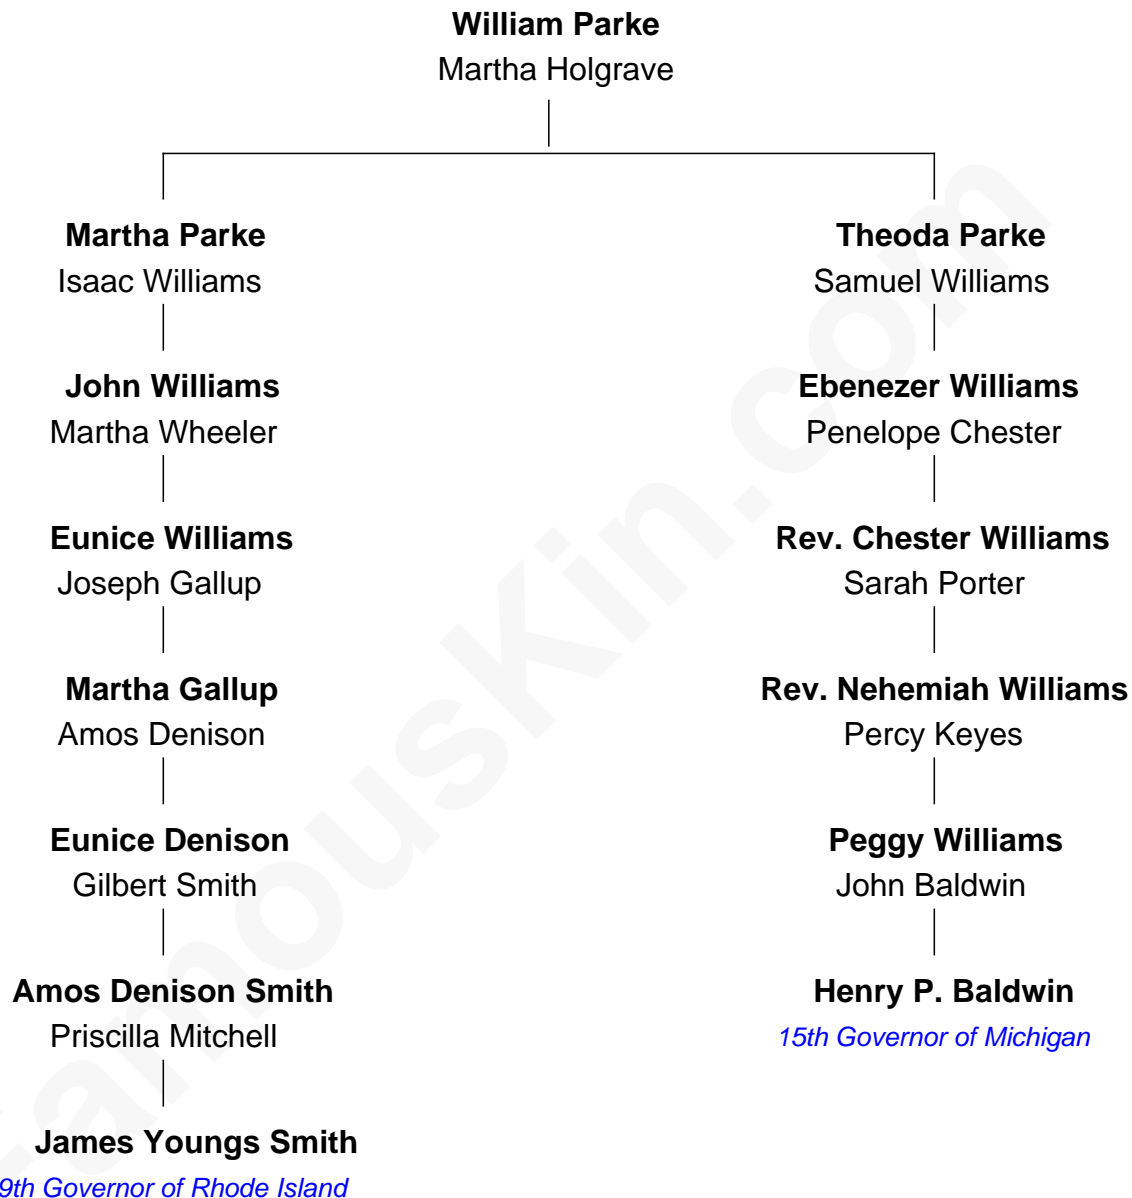 William Parke
Martha Holgrave
Martha Parke
Isaac Williams
Theoda Parke
Samuel Williams
John Williams
Martha Wheeler
Ebenezer Williams
Penelope Chester
Eunice Williams
Joseph Gallup
Rev. Chester Williams
Sarah Porter
Martha Gallup
Amos Denison
Rev. Nehemiah Williams
Percy Keyes
Eunice Denison
Gilbert Smith
Peggy Williams
John Baldwin
Amos Denison Smith
Priscilla Mitchell
Henry P. Baldwin
15th Governor of Michigan
James Youngs Smith
9th Governor of Rhode Island
FamousKin.com